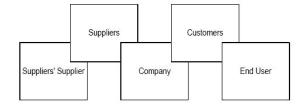 Suppliers
Customers
Suppliers' Supplier
Company
End User